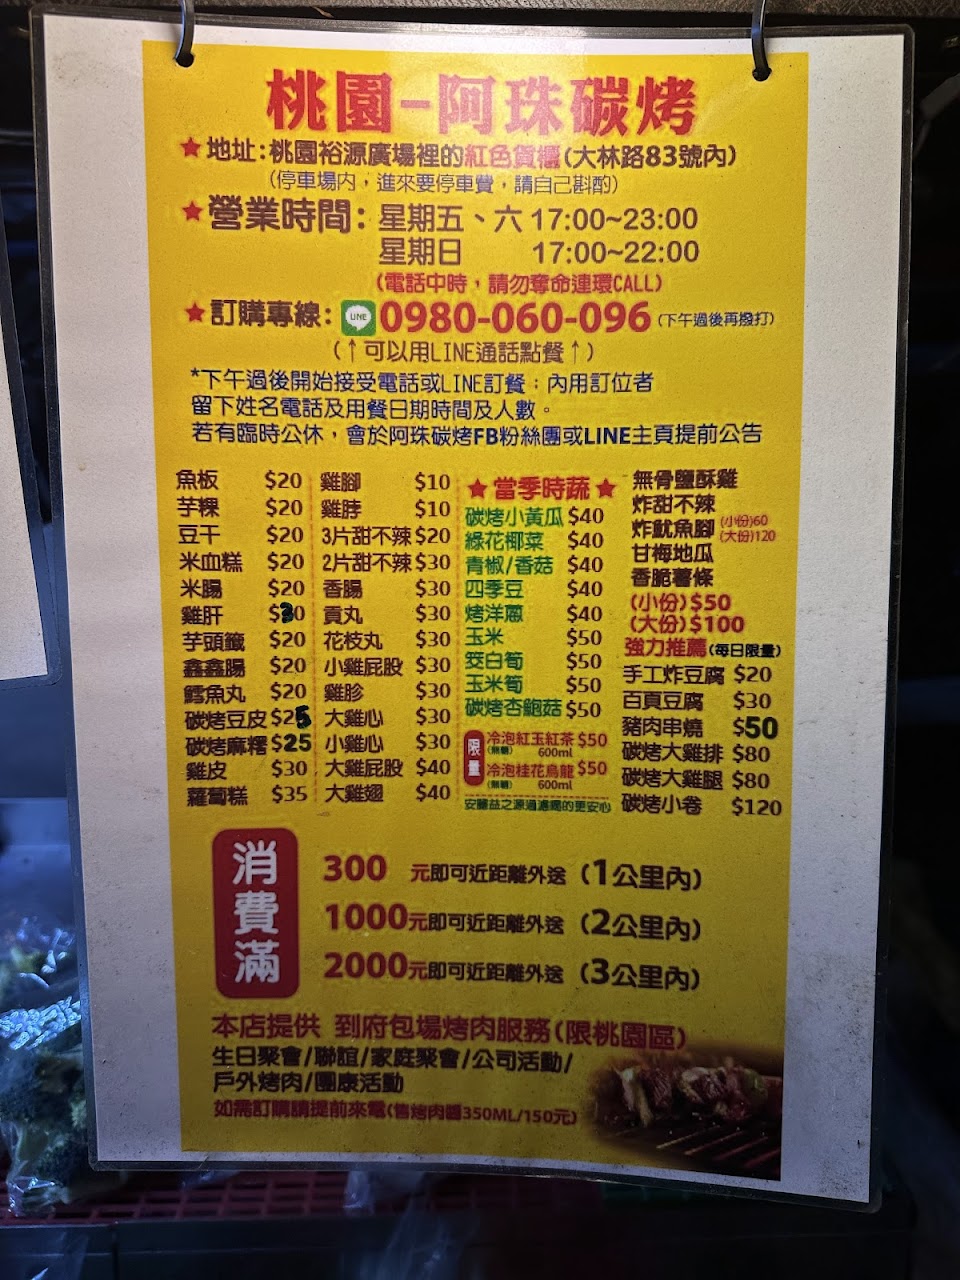 桃園-阿珠碳烤
★地址:桃園裕源廣場裡的紅色貨櫃(大林路83號內)
(停車場內，進來要停車費，請自己斟酌)
★營業時間: 星期五、六 17:00~23:00
星期日 17:00~22:00
(電話中時，請勿奪命連環CALL)
★訂購專線: LINE 0980-060-096 (下午過後再撥打)
(↑可以用LINE通話點餐↑)
*下午過後開始接受電話或LINE訂餐；內用訂位者
留下姓名電話及用餐日期時間及人數。
若有臨時公休，會於阿珠碳烤FB粉絲團或LINE主頁提前公告
魚板 $20
芋粿 $20
豆干 $20
米血糕 $20
米腸 $20
雞肝 $30
芋頭籤 $20
鑫鑫腸 $20
鱈魚丸 $20
碳烤豆皮 $25
碳烤麻糬 $25
雞皮 $30
蘿蔔糕 $35
雞腳 $10
雞脖 $10
3片甜不辣 $20
2片甜不辣 $30
香腸 $30
貢丸 $30
花枝丸 $30
小雞屁股 $30
雞胗 $30
大雞心 $30
小雞心 $30
大雞屁股 $40
大雞翅 $40
★當季時蔬★
碳烤小黃瓜 $40
綠花椰菜 $40
青椒/香菇 $40
四季豆 $40
烤洋蔥 $40
玉米 $50
茭白筍 $50
玉米筍 $50
碳烤杏鮑菇 $50
限量
冷泡紅玉紅茶 $50
(無糖) 600ml
冷泡桂花烏龍 $50
(無糖) 600ml
安麗益之源過濾喝的更安心
無骨鹽酥雞
炸甜不辣
炸魷魚腳 (小份)60
(大份)120
甘梅地瓜
香脆薯條
(小份)$50
(大份)$100
強力推薦(每日限量)
手工炸豆腐 $20
百頁豆腐 $30
豬肉串燒 $50
碳烤大雞排 $80
碳烤大雞腿 $80
碳烤小卷 $120
消費滿
300 元即可近距離外送 (1公里內)
1000元即可近距離外送 (2公里內)
2000元即可近距離外送 (3公里內)
本店提供 到府包場烤肉服務(限桃園區)
生日聚會/聯誼/家庭聚會/公司活動/
戶外烤肉/團康活動
如需訂購請提前來電(售烤肉醬350ML/150元)